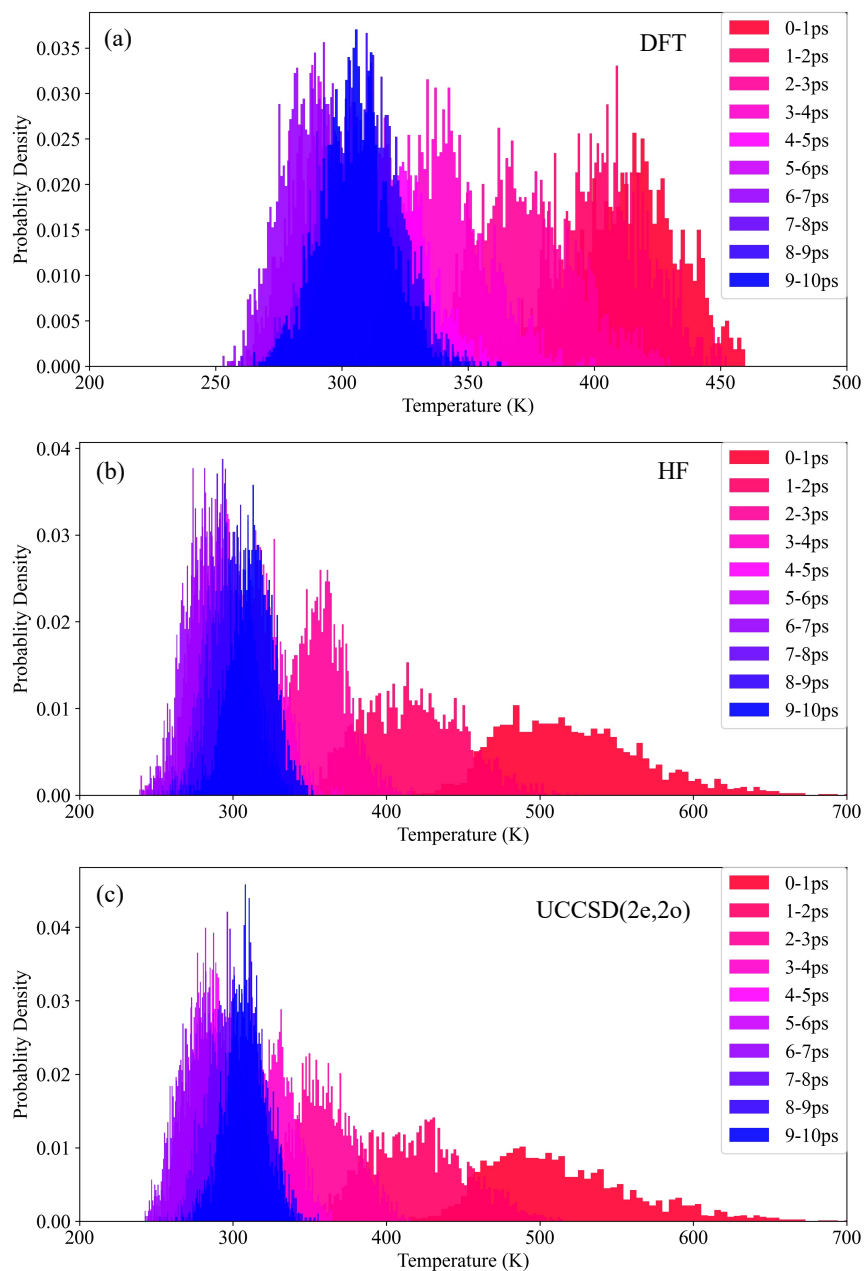 (a)
DFT
0-1ps
1-2ps
2-3ps
3-4ps
4-5ps
5-6ps
6-7ps
7-8ps
8-9ps
9-10ps
Probablity Density
0.035
0.030
0.025
0.020
0.015
0.010
0.005
0.000
200 250 300 350 400 450 500
Temperature (K)
(b)
HF
0-1ps
1-2ps
2-3ps
3-4ps
4-5ps
5-6ps
6-7ps
7-8ps
8-9ps
9-10ps
Probablity Density
0.04
0.03
0.02
0.01
0.00
200 300 400 500 600 700
Temperature (K)
(c)
UCCSD(2e,2o)
0-1ps
1-2ps
2-3ps
3-4ps
4-5ps
5-6ps
6-7ps
7-8ps
8-9ps
9-10ps
Probablity Density
0.04
0.03
0.02
0.01
0.00
200 300 400 500 600 700
Temperature (K)